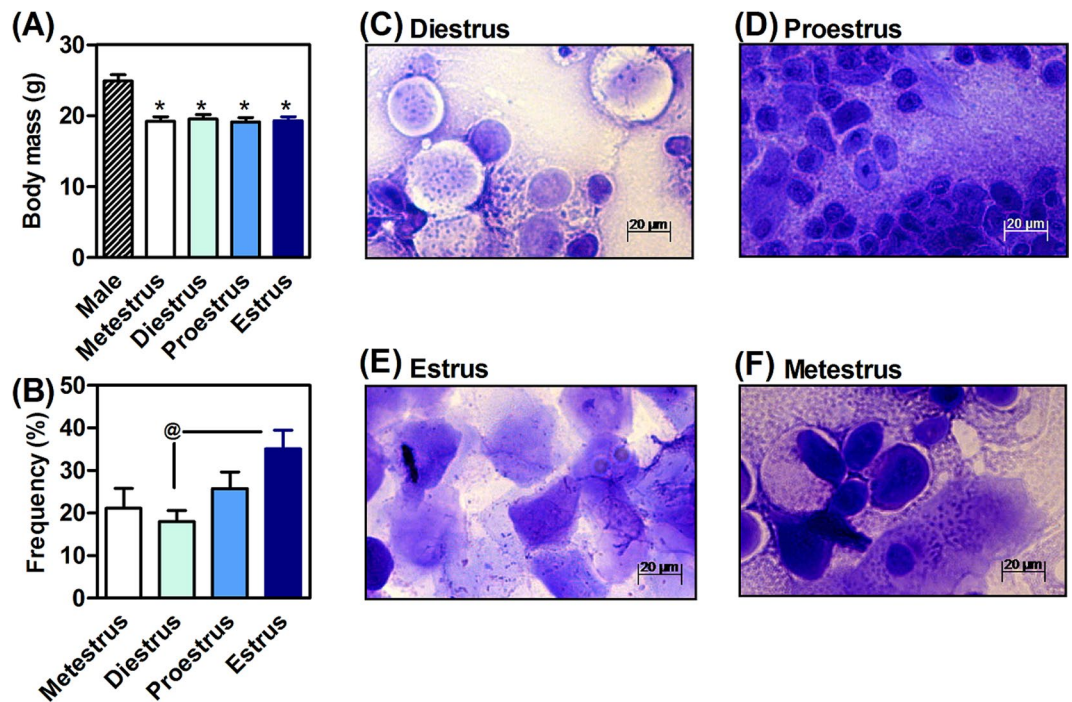 (A)
Body mass (g)
30
20
10
0
* * * *
Male
Metestrus
Diestrus
Proestrus
Estrus
(B)
Frequency (%)
50
40
30
20
10
0
@
Metestrus
Diestrus
Proestrus
Estrus
(C) Diestrus
20 µm
(D) Proestrus
20 µm
(E) Estrus
20 µm
(F) Metestrus
20 µm